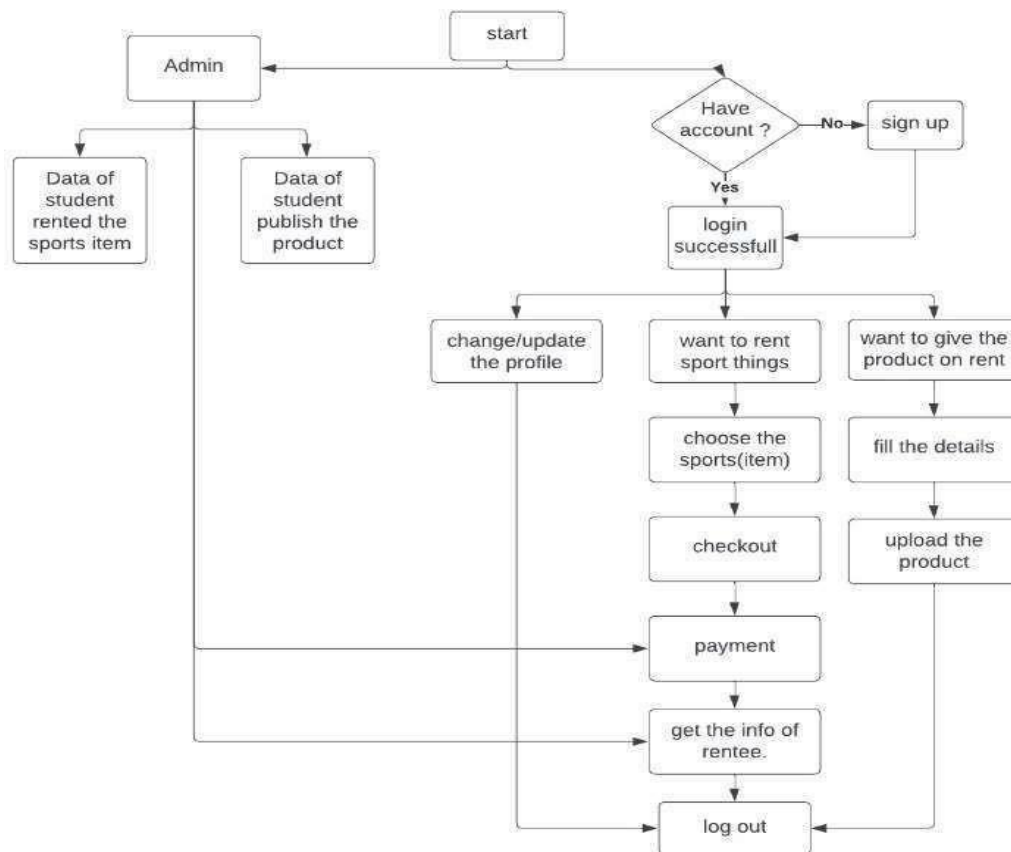 start
Admin
Have
account ?
No
sign up
Data of
student
rented the
sports item
Data of
student
publish the
product
Yes
login
successfull
change/update
the profile
want to rent
sport things
want to give the
product on rent
choose the
sports(item)
fill the details
checkout
upload the
product
payment
get the info of
rentee.
log out